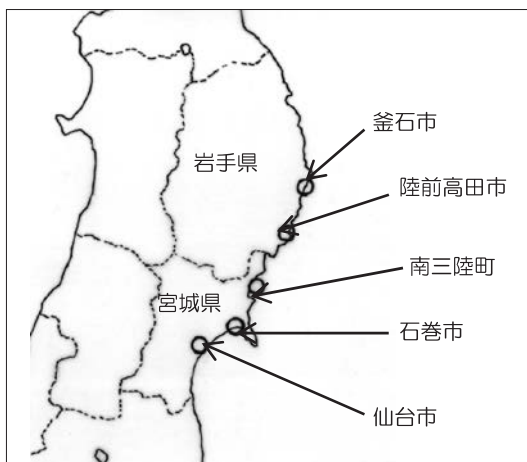 釜石市
岩手県
陸前高田市
南三陸町
宮城県
石巻市
仙台市